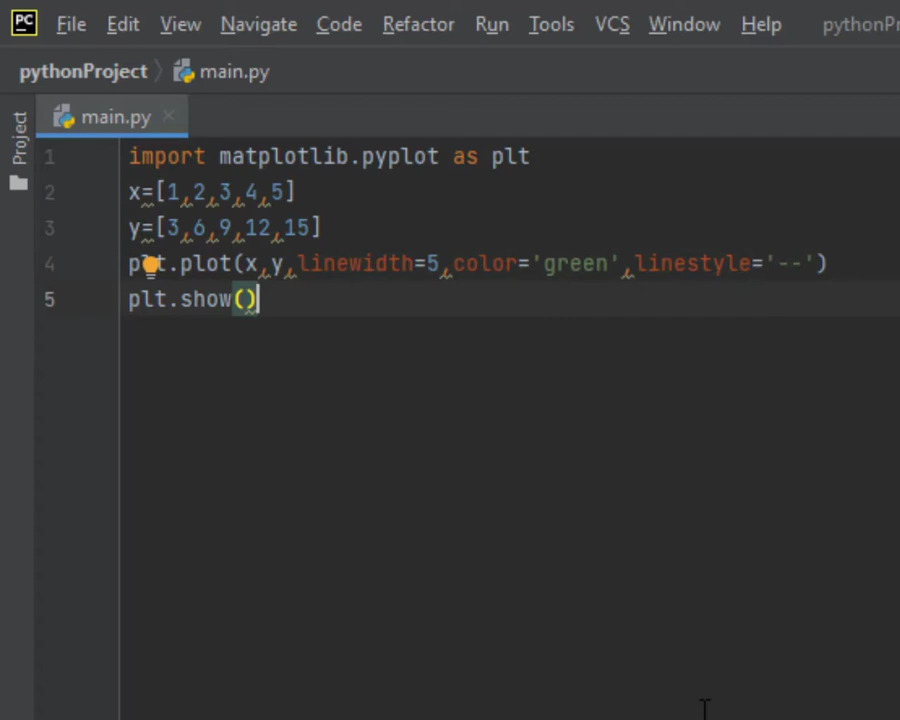 PC File Edit View Navigate Code Refactor Run Tools VCS Window Help pythonPr
pythonProject main.py
Project
main.py
1 import matplotlib.pyplot as plt
2 x=[1,2,3,4,5]
3 y=[3,6,9,12,15]
4 plt.plot(x,y,linewidth=5,color='green',linestyle='--')
5 plt.show()